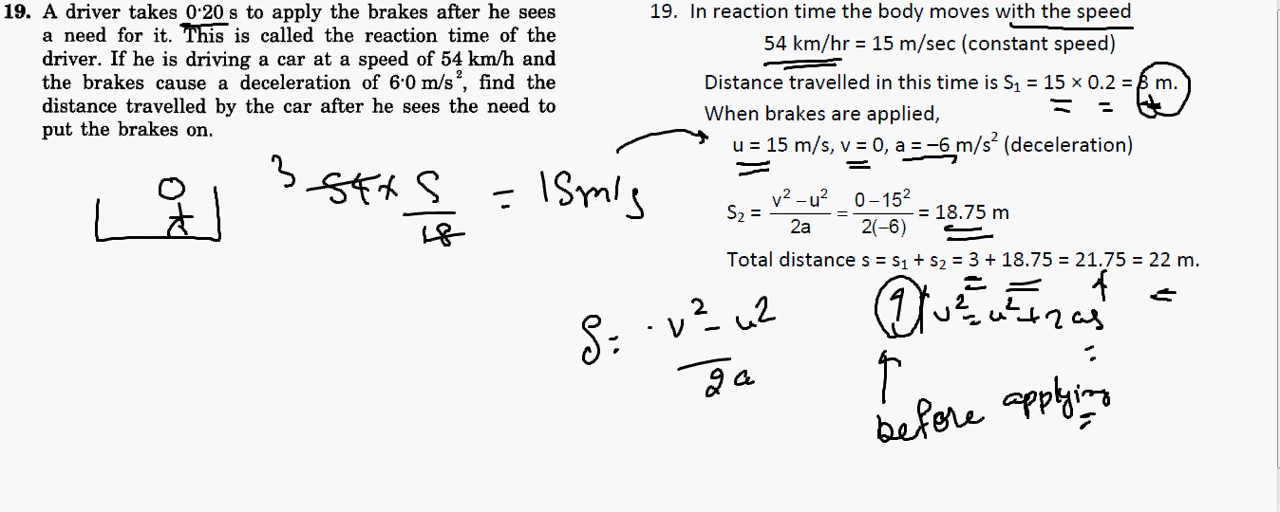 19. A driver takes 0·20 s to apply the brakes after he sees
a need for it. This is called the reaction time of the
driver. If he is driving a car at a speed of 54 km/h and
the brakes cause a deceleration of 6·0 m/s², find the
distance travelled by the car after he sees the need to
put the brakes on.
3 54 × 5/18 = 15m/s
19. In reaction time the body moves with the speed
54 km/hr = 15 m/sec (constant speed)
Distance travelled in this time is S₁ = 15 × 0.2 = 3 m.
When brakes are applied,
u = 15 m/s, v = 0, a = –6 m/s² (deceleration)
S₂ = (v² – u²)/2a = (0 – 15²)/2(–6) = 18.75 m
Total distance s = s₁ + s₂ = 3 + 18.75 = 21.75 = 22 m.
S = v² – u² / 2a
v² = u² + 2as
before applying